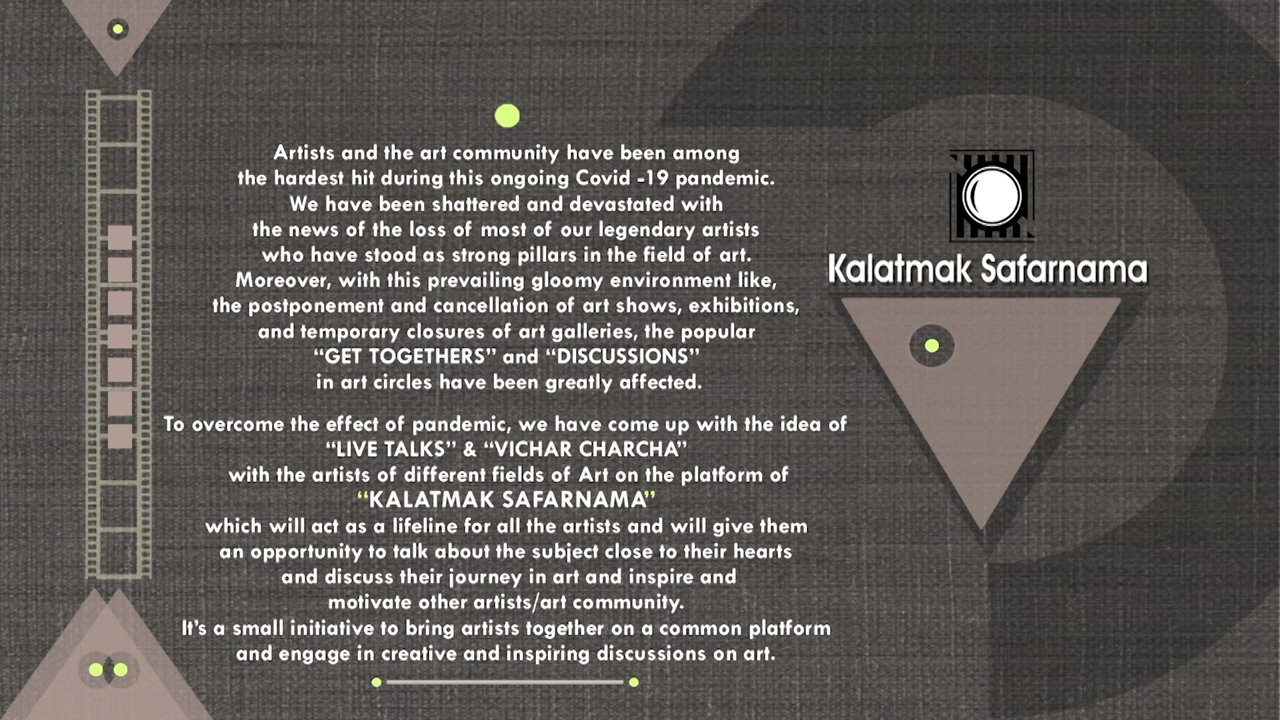 Artists and the art community have been among
the hardest hit during this ongoing Covid -19 pandemic.
We have been shattered and devastated with
the news of the loss of most of our legendary artists
who have stood as strong pillars in the field of art.
Moreover, with this prevailing gloomy environment like,
the postponement and cancellation of art shows, exhibitions,
and temporary closures of art galleries, the popular
“GET TOGETHERS” and “DISCUSSIONS”
in art circles have been greatly affected.
To overcome the effect of pandemic, we have come up with the idea of
“LIVE TALKS” & “VICHAR CHARCHA”
with the artists of different fields of Art on the platform of
“KALATMAK SAFARNAMA”
which will act as a lifeline for all the artists and will give them
an opportunity to talk about the subject close to their hearts
and discuss their journey in art and inspire and
motivate other artists/art community.
It’s a small initiative to bring artists together on a common platform
and engage in creative and inspiring discussions on art.
Kalatmak Safarnama